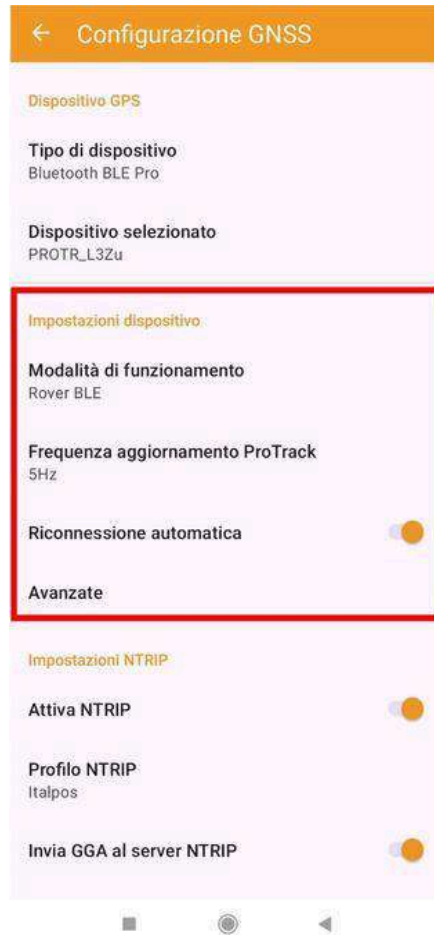 Configurazione GNSS
Dispositivo GPS
Tipo di dispositivo
Bluetooth BLE Pro
Dispositivo selezionato
PROTR_L3Zu
Impostazioni dispositivo
Modalità di funzionamento
Rover BLE
Frequenza aggiornamento ProTrack
5Hz
Riconnessione automatica
Avanzate
Impostazioni NTRIP
Attiva NTRIP
Profilo NTRIP
Italpos
Invia GGA al server NTRIP